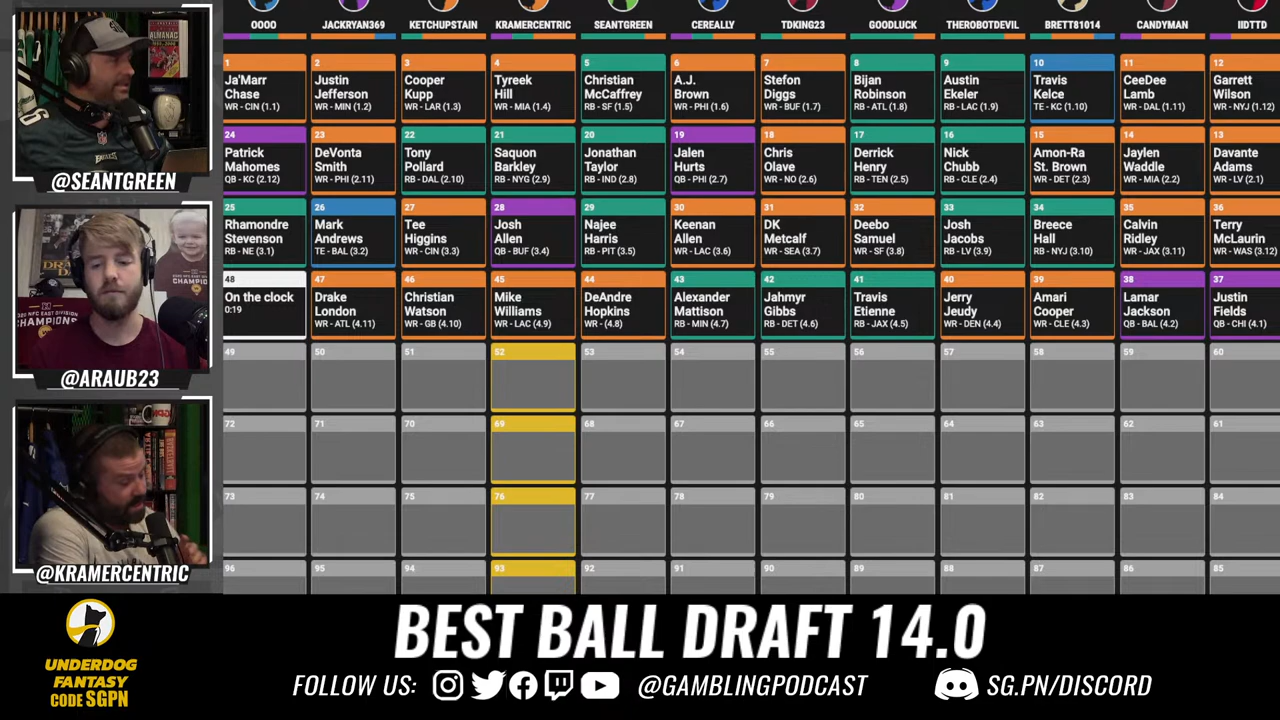 OOOO
JACKRYAN369
KETCHUPSTAIN
KRAMERCENTRIC
SEANTGREEN
CEREALLY
TDKING23
GOODLUCK
THEROBOTDEVIL
BRETT81014
CANDYMAN
IIDTTD
1
Ja'Marr
Chase
WR - CIN (1.1)
2
Justin
Jefferson
WR - MIN (1.2)
3
Cooper
Kupp
WR - LAR (1.3)
4
Tyreek
Hill
WR - MIA (1.4)
5
Christian
McCaffrey
RB - SF (1.5)
6
A.J.
Brown
WR - PHI (1.6)
7
Stefon
Diggs
WR - BUF (1.7)
8
Bijan
Robinson
RB - ATL (1.8)
9
Austin
Ekeler
RB - LAC (1.9)
10
Travis
Kelce
TE - KC (1.10)
11
CeeDee
Lamb
WR - DAL (1.11)
12
Garrett
Wilson
WR - NYJ (1.12)
24
Patrick
Mahomes
QB - KC (2.12)
23
DeVonta
Smith
WR - PHI (2.11)
22
Tony
Pollard
RB - DAL (2.10)
21
Saquon
Barkley
RB - NYG (2.9)
20
Jonathan
Taylor
RB - IND (2.8)
19
Jalen
Hurts
QB - PHI (2.7)
18
Chris
Olave
WR - NO (2.6)
17
Derrick
Henry
RB - TEN (2.5)
16
Nick
Chubb
RB - CLE (2.4)
15
Amon-Ra
St. Brown
WR - DET (2.3)
14
Jaylen
Waddle
WR - MIA (2.2)
13
Davante
Adams
WR - LV (2.1)
25
Rhamondre
Stevenson
RB - NE (3.1)
26
Mark
Andrews
TE - BAL (3.2)
27
Tee
Higgins
WR - CIN (3.3)
28
Josh
Allen
QB - BUF (3.4)
29
Najee
Harris
RB - PIT (3.5)
30
Keenan
Allen
WR - LAC (3.6)
31
DK
Metcalf
WR - SEA (3.7)
32
Deebo
Samuel
WR - SF (3.8)
33
Josh
Jacobs
RB - LV (3.9)
34
Breece
Hall
RB - NYJ (3.10)
35
Calvin
Ridley
WR - JAX (3.11)
36
Terry
McLaurin
WR - WAS (3.12)
48
On the clock
0:19
47
Drake
London
WR - ATL (4.11)
46
Christian
Watson
WR - GB (4.10)
45
Mike
Williams
WR - LAC (4.9)
44
DeAndre
Hopkins
WR - (4.8)
43
Alexander
Mattison
RB - MIN (4.7)
42
Jahmyr
Gibbs
RB - DET (4.6)
41
Travis
Etienne
RB - JAX (4.5)
40
Jerry
Jeudy
WR - DEN (4.4)
39
Amari
Cooper
WR - CLE (4.3)
38
Lamar
Jackson
QB - BAL (4.2)
37
Justin
Fields
QB - CHI (4.1)
49 50 51 52 53 54 55 56 57 58 59 60
72 71 70 69 68 67 66 65 64 63 62 61
73 74 75 76 77 78 79 80 81 82 83 84
96 95 94 93 92 91 90 89 88 87 86 85
ALMANAC
EAGLES
@SEANTGREEN
CHAMPIONS
2020 NFC EAST DIVISION
CHAMPIONS
@ARAUB23
@KRAMERCENTRIC
UNDERDOG
FANTASY
CODE SGPN
BEST BALL DRAFT 14.0
FOLLOW US:
@GAMBLINGPODCAST
SG.PN/DISCORD